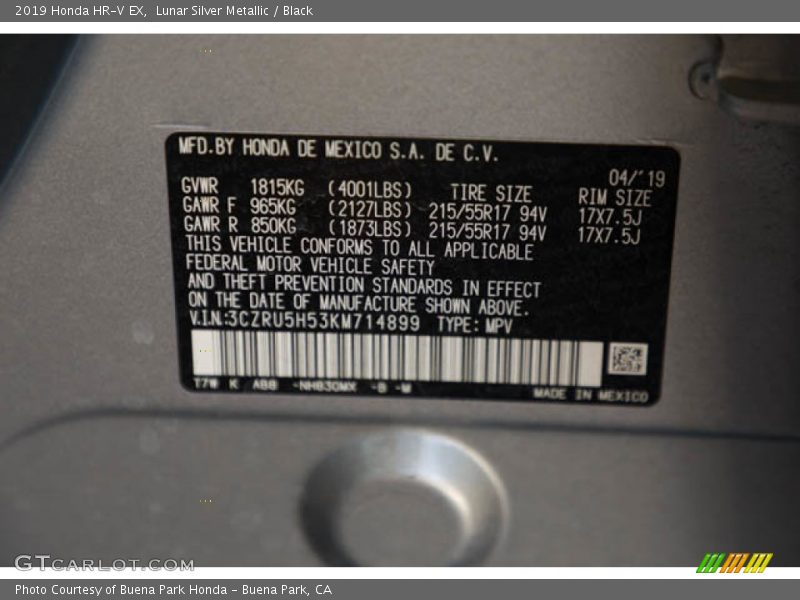 2019 Honda HR-V EX, Lunar Silver Metallic / Black
MFD.BY HONDA DE MEXICO S.A. DE C.V.
04/'19
GVWR 1815KG (4001LBS) TIRE SIZE RIM SIZE
GAWR F 965KG (2127LBS) 215/55R17 94V 17X7.5J
GAWR R 850KG (1873LBS) 215/55R17 94V 17X7.5J
THIS VEHICLE CONFORMS TO ALL APPLICABLE
FEDERAL MOTOR VEHICLE SAFETY
AND THEFT PREVENTION STANDARDS IN EFFECT
ON THE DATE OF MANUFACTURE SHOWN ABOVE.
V.I.N:3CZRU5H53KM714899 TYPE: MPV
T7W K ABB -NH830MX -B -M
MADE IN MEXICO
GTCARLOT.COM
Photo Courtesy of Buena Park Honda - Buena Park, CA